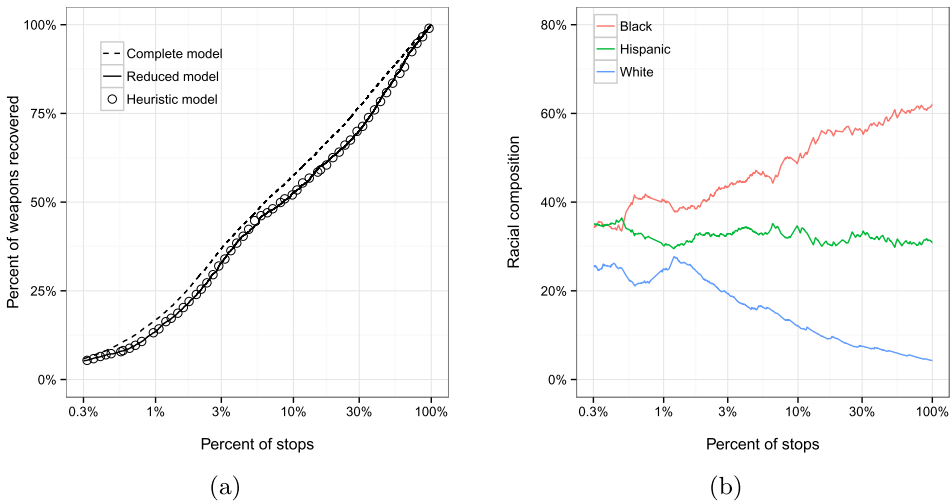 100%
75%
50%
25%
0%
Percent of weapons recovered
Complete model
Reduced model
Heuristic model
0.3% 1% 3% 10% 30% 100%
Percent of stops
(a)
80%
60%
40%
20%
0%
Racial composition
Black
Hispanic
White
0.3% 1% 3% 10% 30% 100%
Percent of stops
(b)